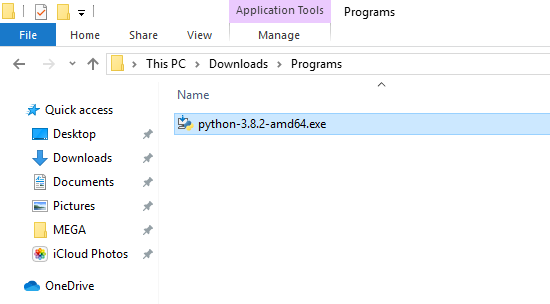 Application Tools Programs
File Home Share View Manage
This PC Downloads Programs
Name
Quick access
python-3.8.2-amd64.exe
Desktop
Downloads
Documents
Pictures
MEGA
iCloud Photos
OneDrive